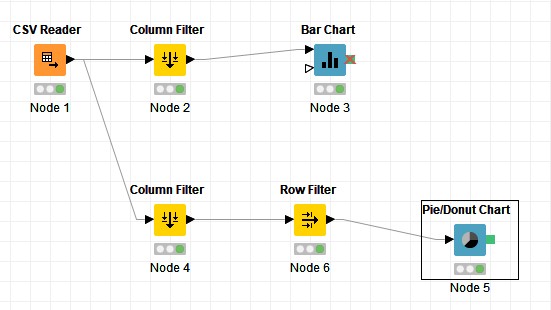 CSV Reader
Column Filter
Bar Chart
Node 1
Node 2
Node 3
Column Filter
Row Filter
Pie/Donut Chart
Node 4
Node 6
Node 5